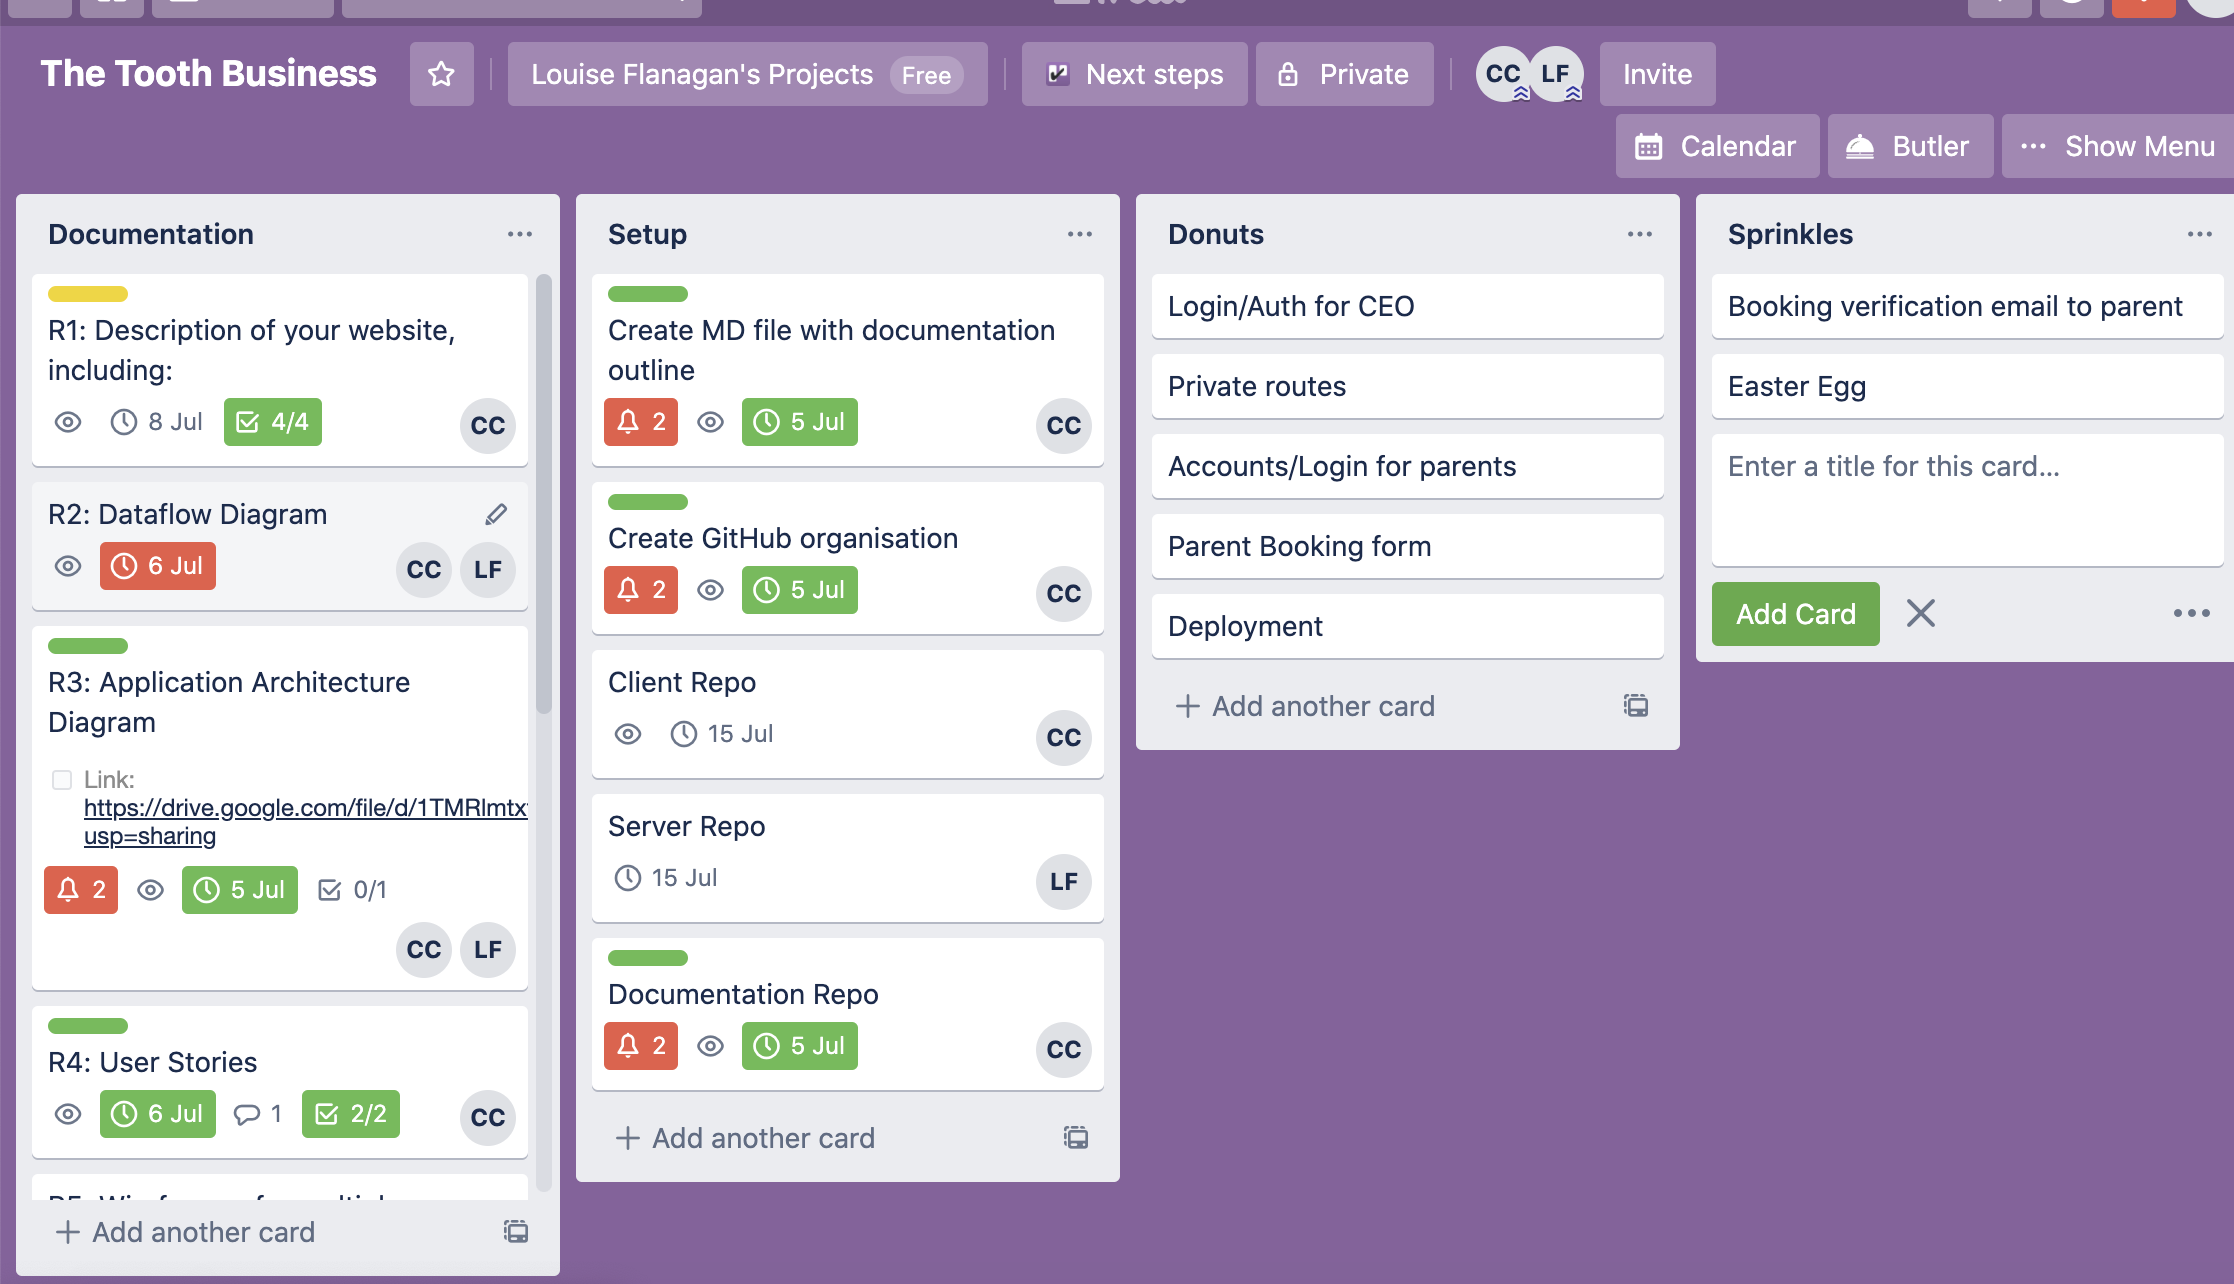 The Tooth Business
Louise Flanagan's Projects Free
Next steps
Private
CC LF
Invite
Calendar
Butler
Show Menu
Documentation
R1: Description of your website,
including:
8 Jul 4/4 CC
R2: Dataflow Diagram
6 Jul CC LF
R3: Application Architecture
Diagram
Link:
https://drive.google.com/file/d/1TMRlmtx
usp=sharing
2 5 Jul 0/1
CC LF
R4: User Stories
6 Jul 1 2/2 CC
+ Add another card
Setup
Create MD file with documentation
outline
2 5 Jul CC
Create GitHub organisation
2 5 Jul CC
Client Repo
15 Jul CC
Server Repo
15 Jul LF
Documentation Repo
2 5 Jul CC
+ Add another card
Donuts
Login/Auth for CEO
Private routes
Accounts/Login for parents
Parent Booking form
Deployment
+ Add another card
Sprinkles
Booking verification email to parent
Easter Egg
Enter a title for this card...
Add Card